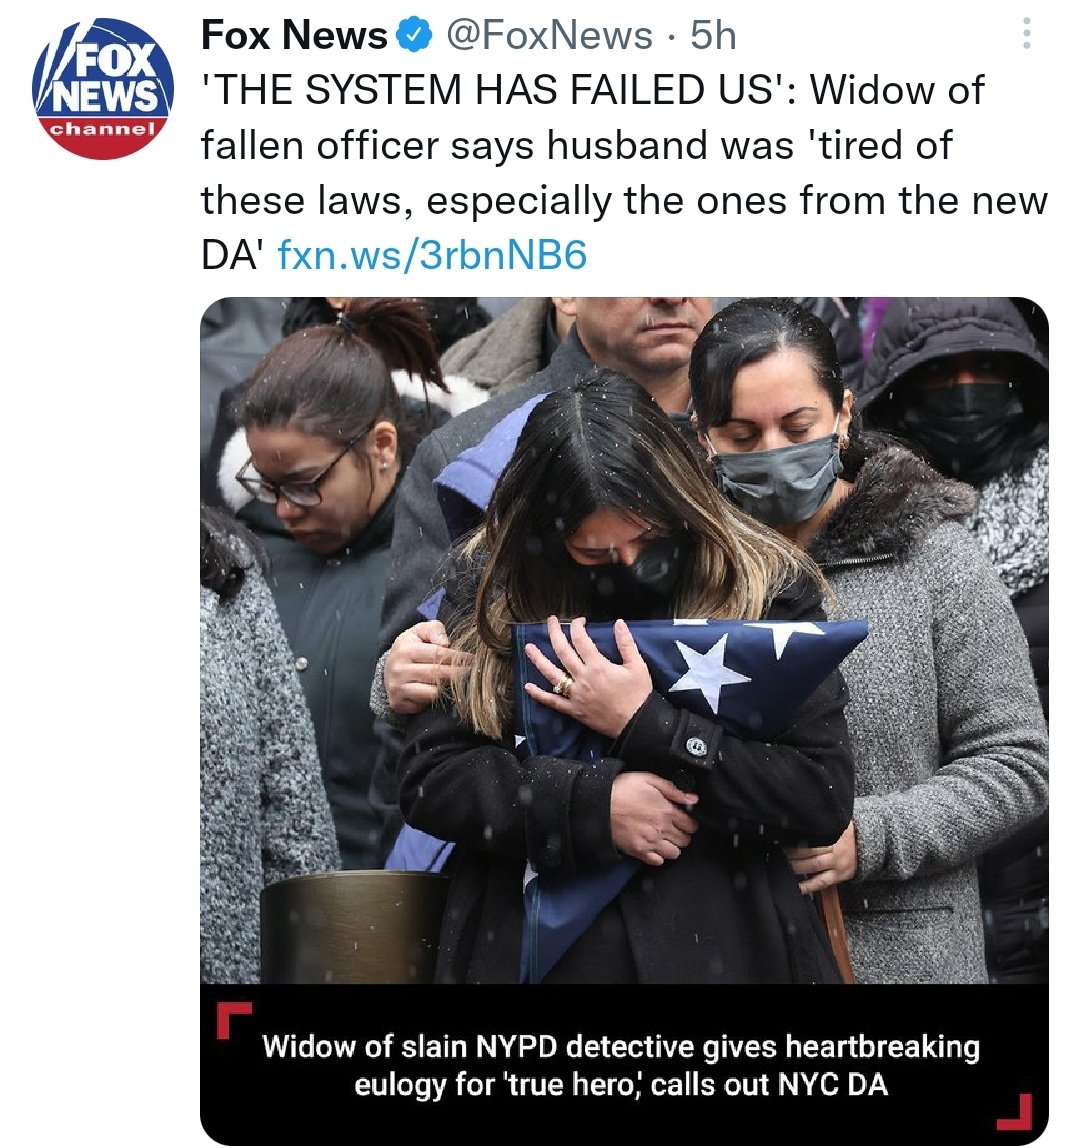 FOX
NEWS
channel
Fox News @FoxNews · 5h
'THE SYSTEM HAS FAILED US': Widow of
fallen officer says husband was 'tired of
these laws, especially the ones from the new
DA' fxn.ws/3rbnNB6
Widow of slain NYPD detective gives heartbreaking
eulogy for 'true hero,' calls out NYC DA